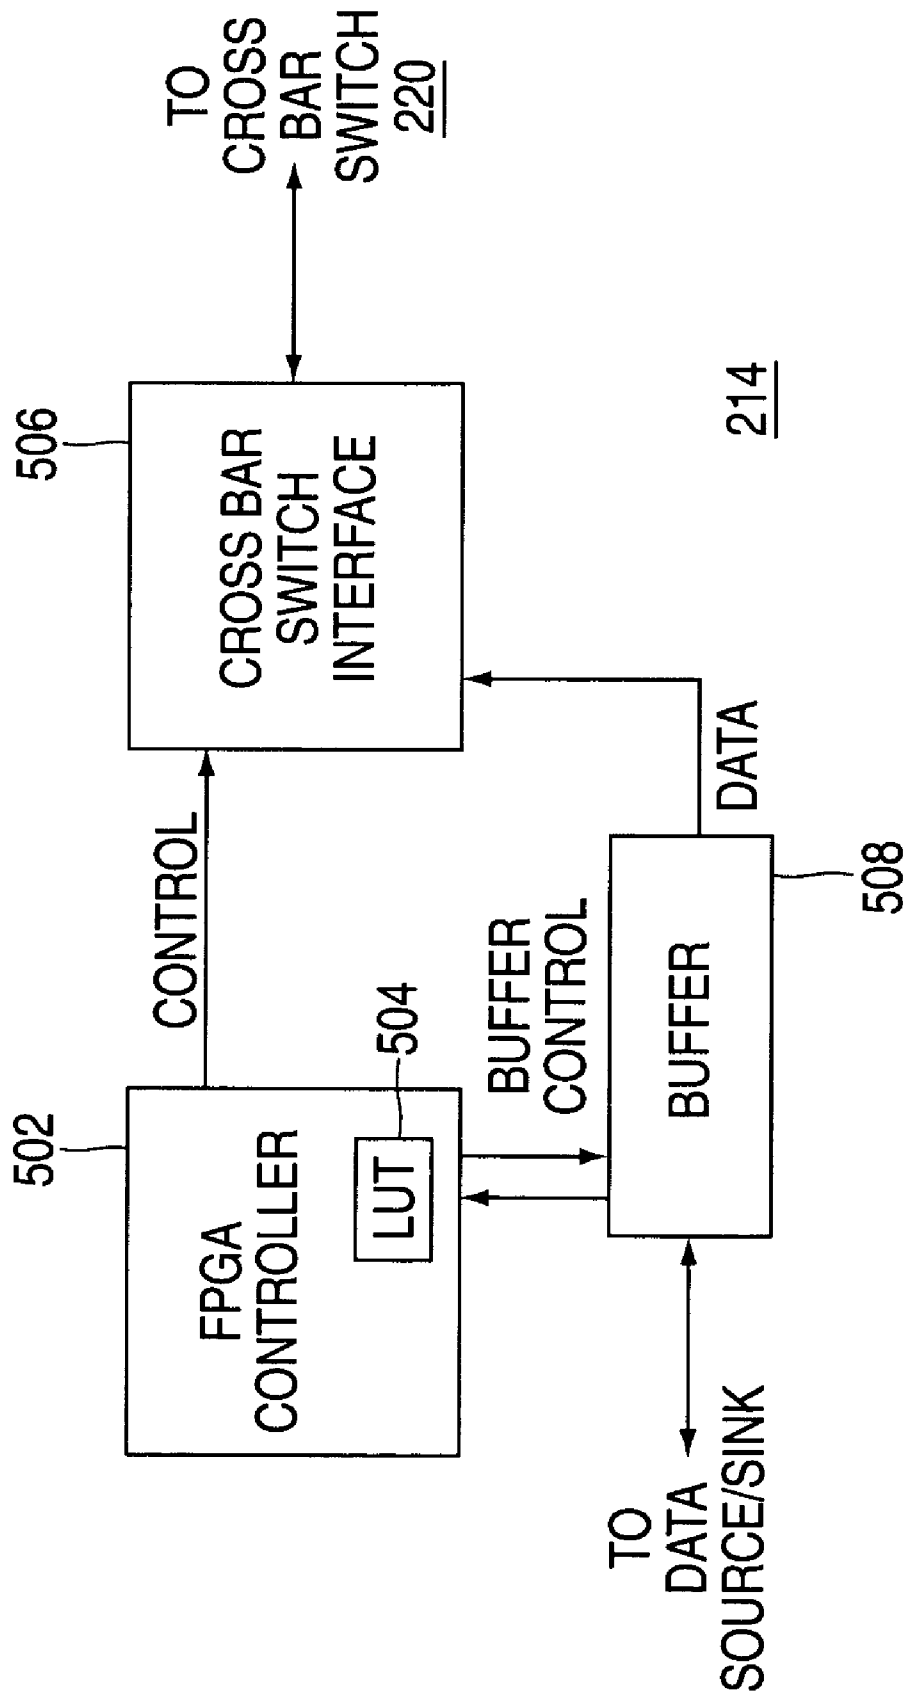 502
FPGA
CONTROLLER
LUT
504
CONTROL
506
CROSS BAR
SWITCH
INTERFACE
TO
CROSS
BAR
SWITCH
220
BUFFER
CONTROL
TO
DATA
SOURCE/SINK
BUFFER
508
DATA
214